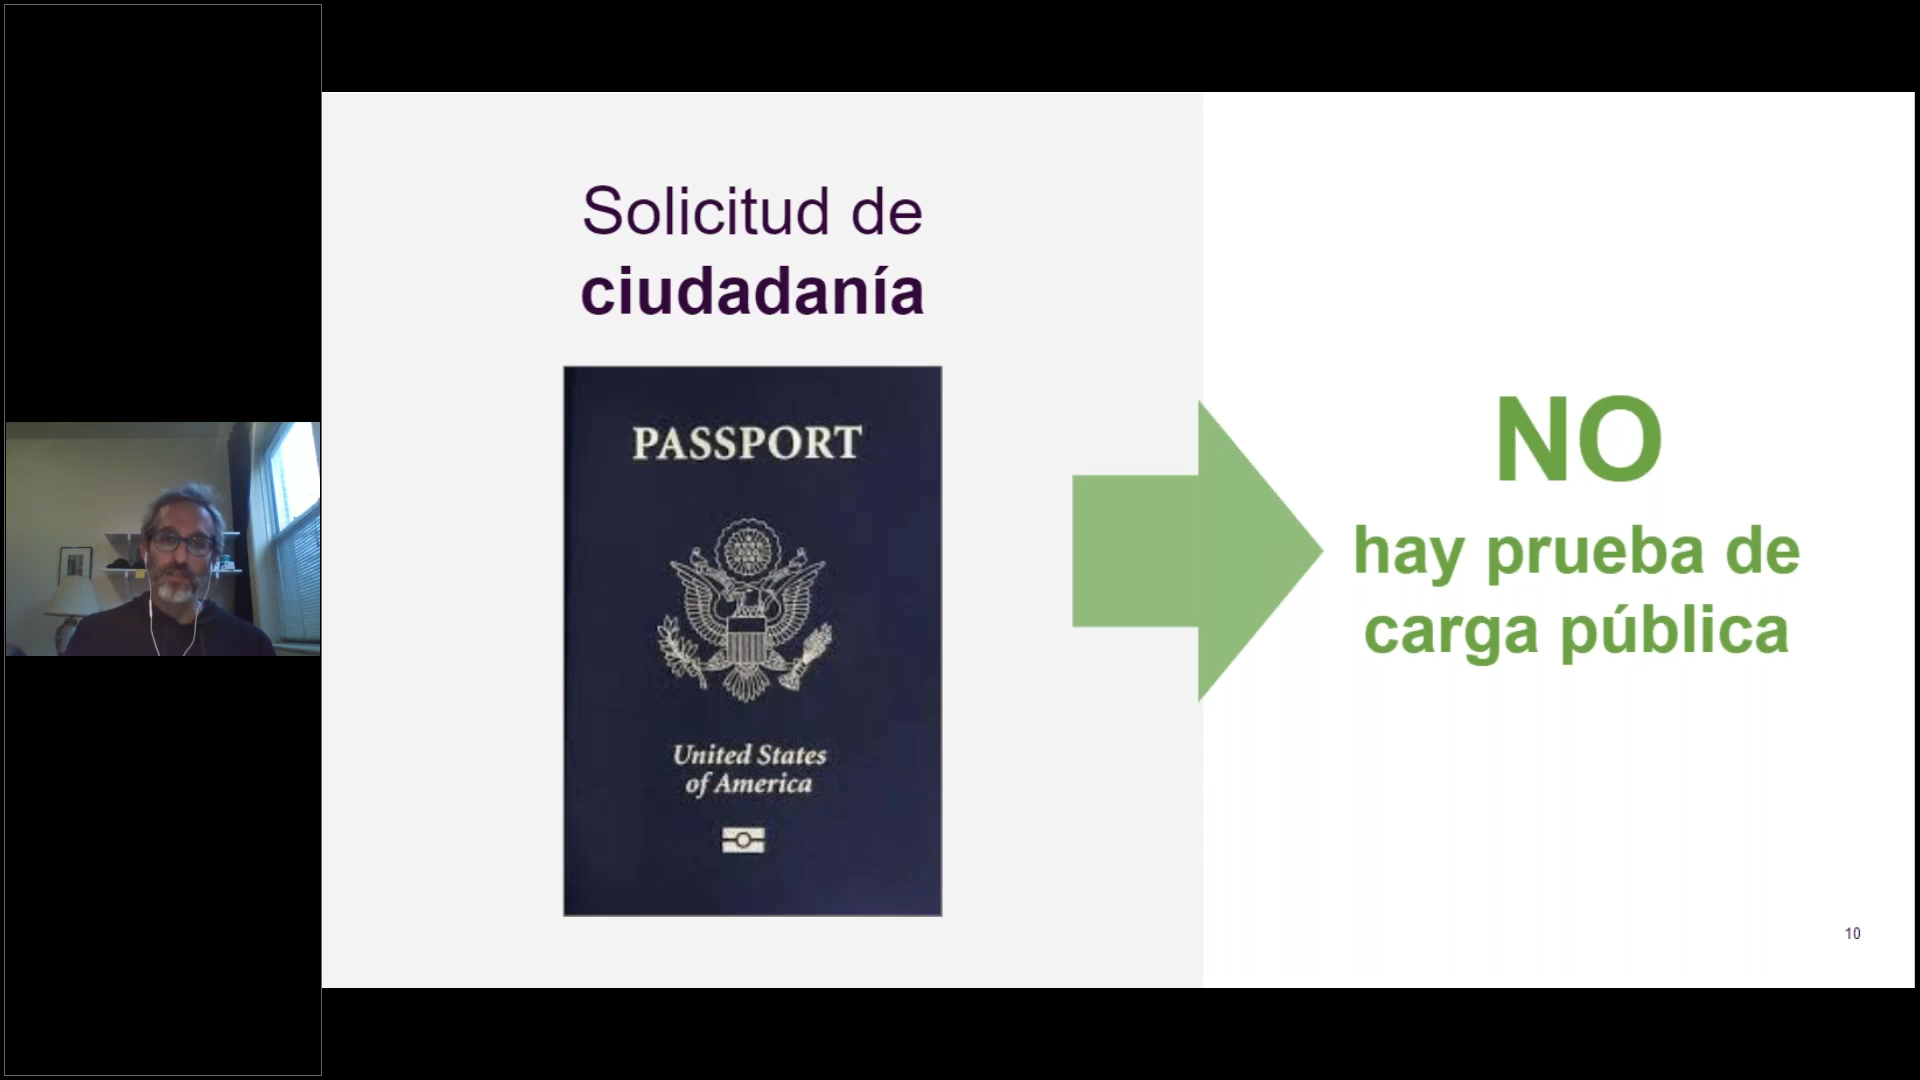 Solicitud de
ciudadanía
PASSPORT
United States
of America
NO
hay prueba de
carga pública
10